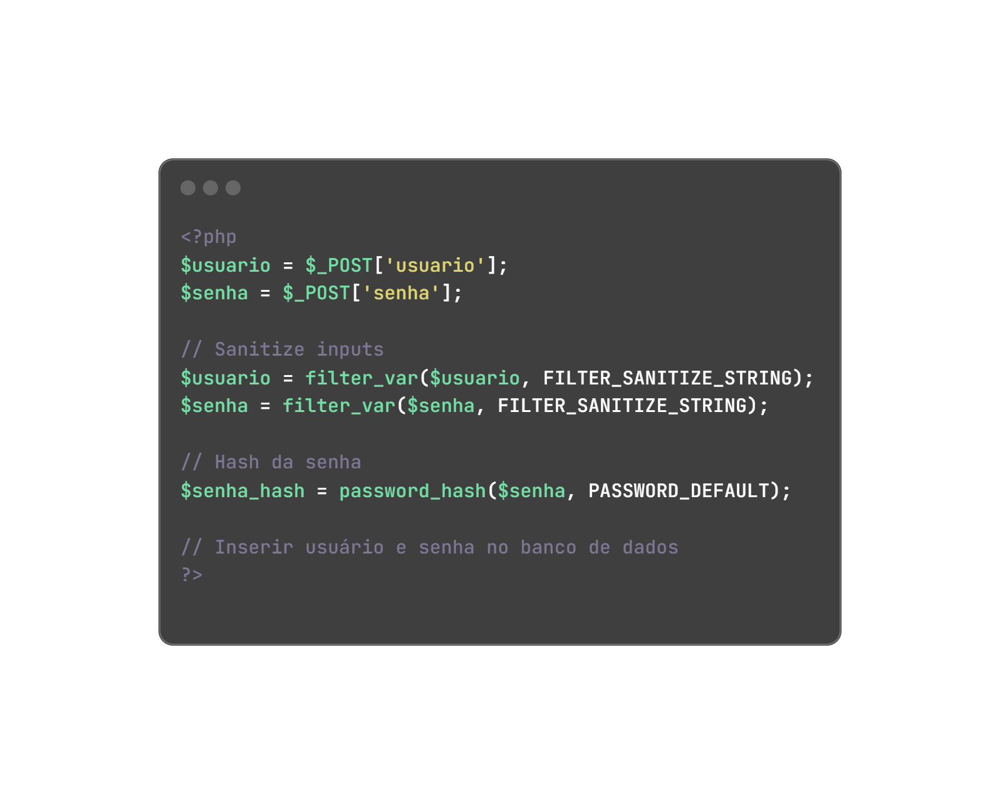 <?php
$usuario = $_POST['usuario'];
$senha = $_POST['senha'];
// Sanitize inputs
$usuario = filter_var($usuario, FILTER_SANITIZE_STRING);
$senha = filter_var($senha, FILTER_SANITIZE_STRING);
// Hash da senha
$senha_hash = password_hash($senha, PASSWORD_DEFAULT);
// Inserir usuário e senha no banco de dados
?>